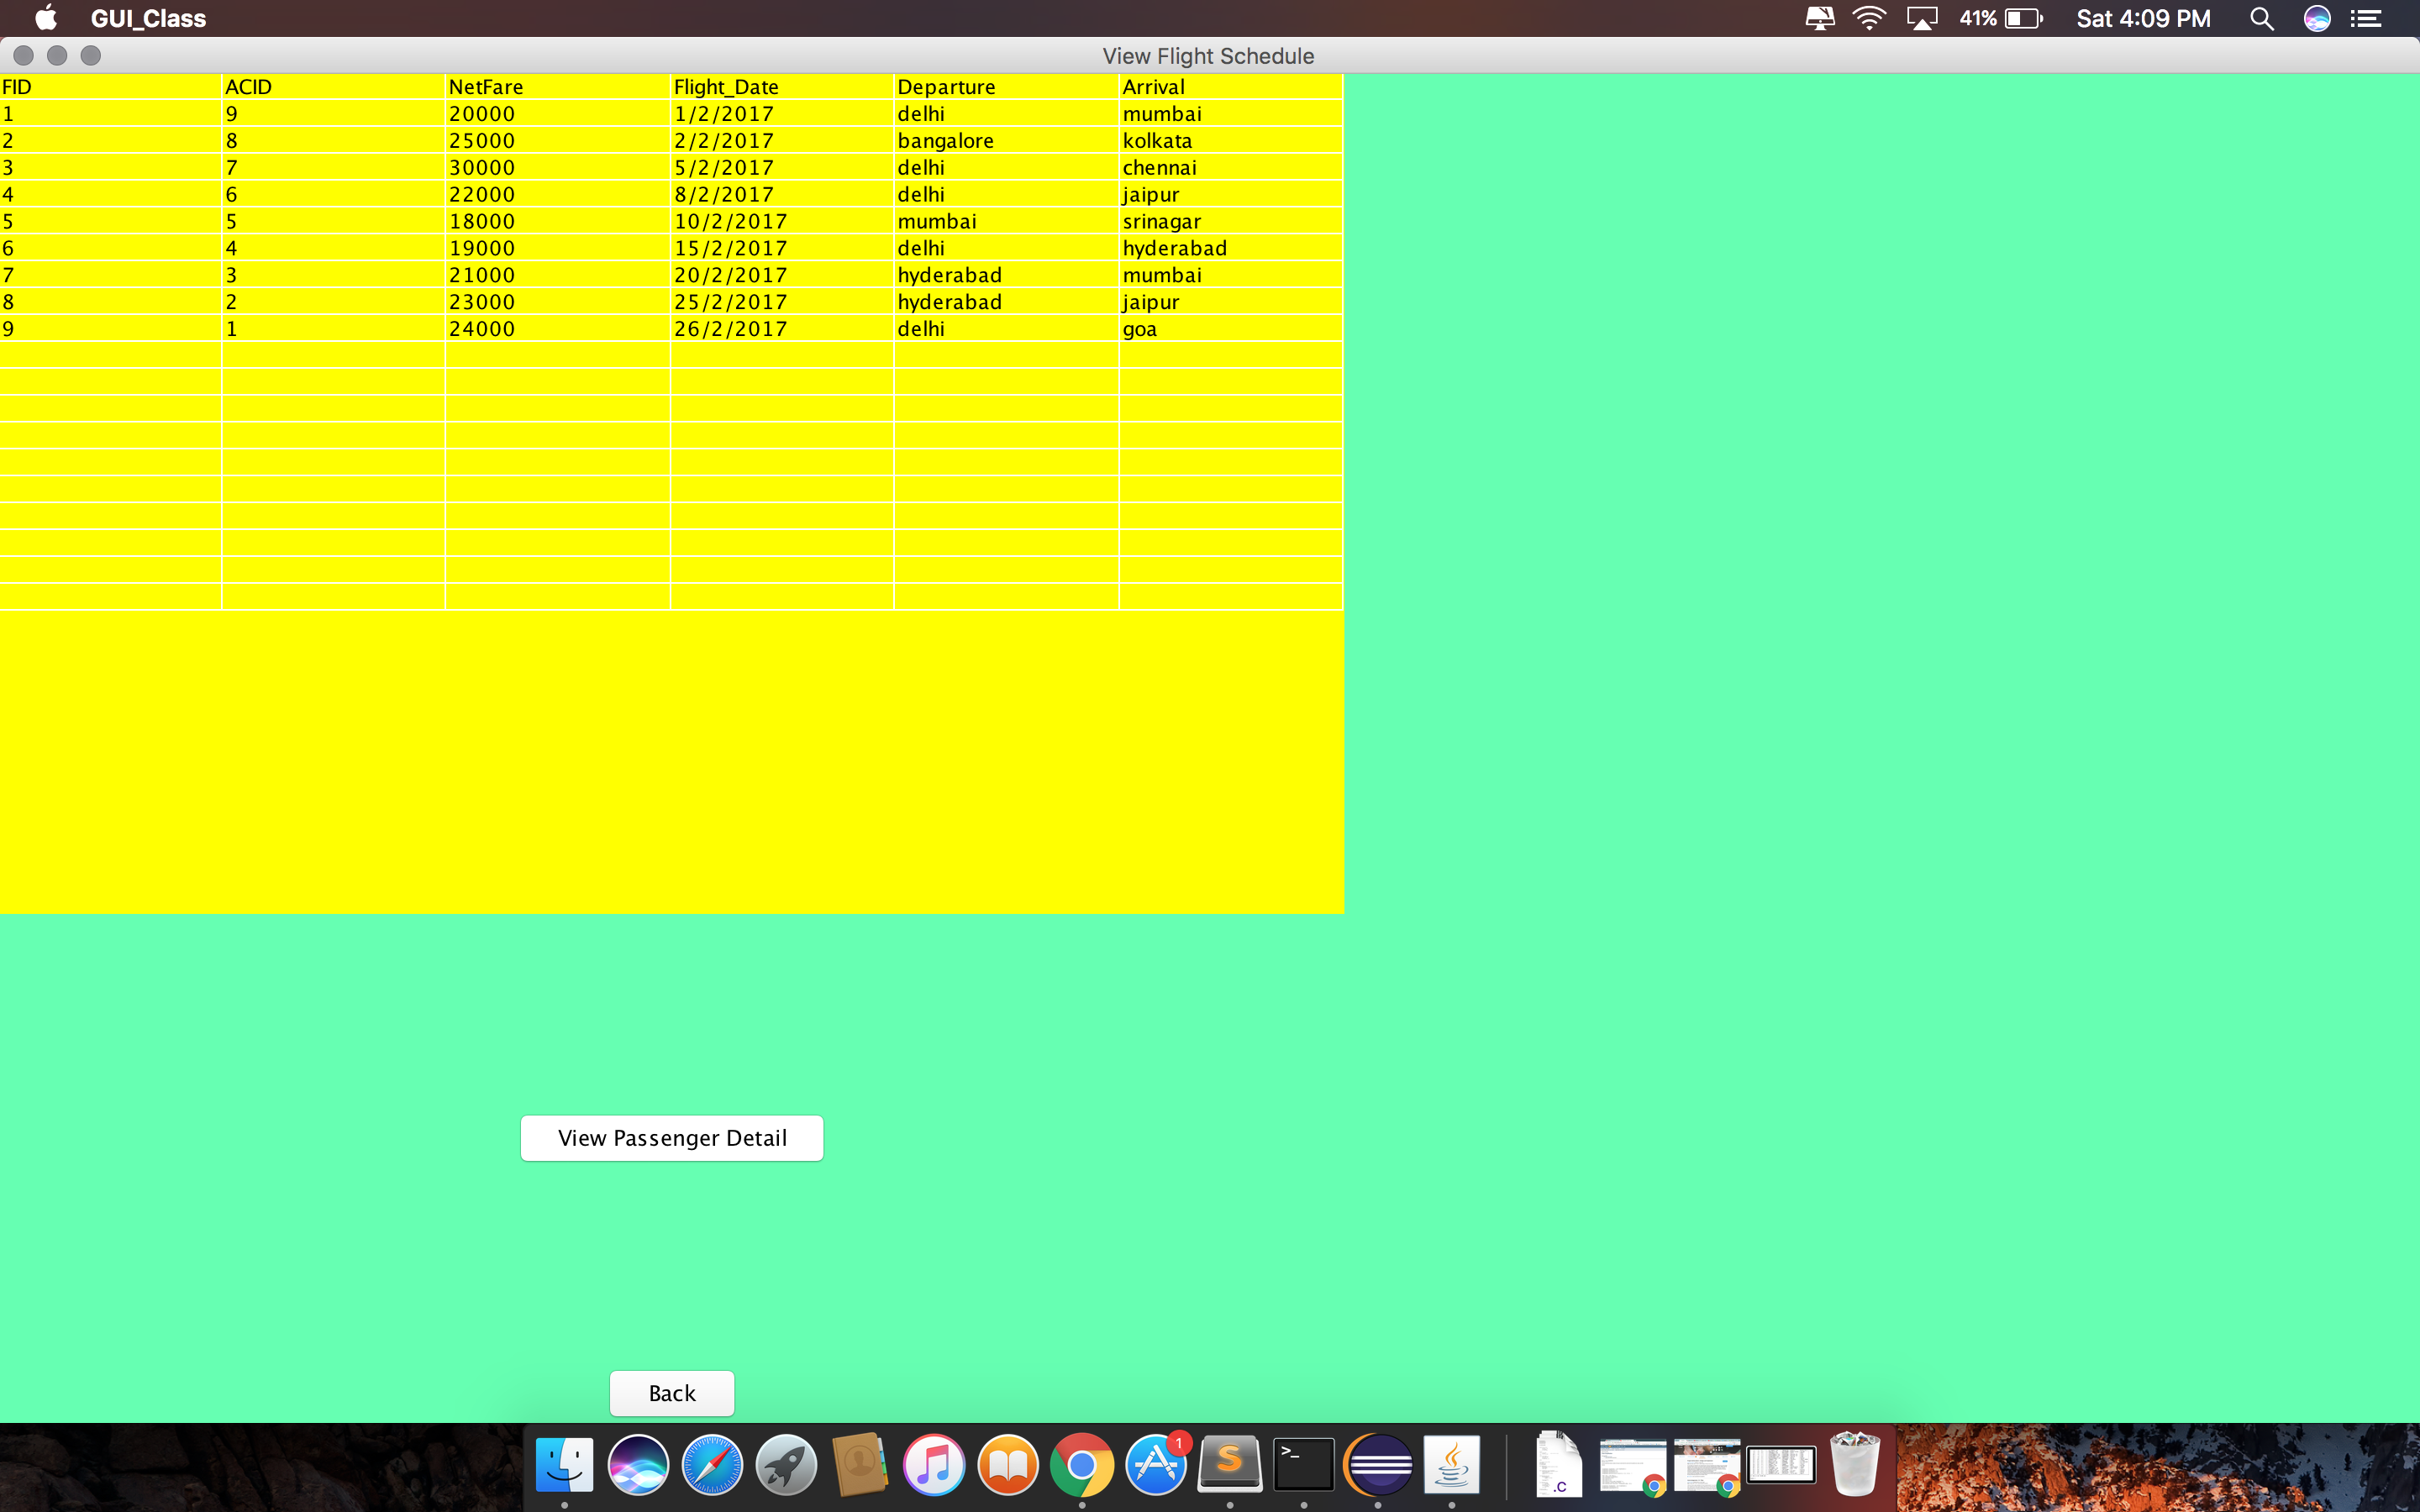 GUI_Class 41% Sat 4:09 PM
View Flight Schedule
FID ACID NetFare Flight_Date Departure Arrival
1 9 20000 1/2/2017 delhi mumbai
2 8 25000 2/2/2017 bangalore kolkata
3 7 30000 5/2/2017 delhi chennai
4 6 22000 8/2/2017 delhi jaipur
5 5 18000 10/2/2017 mumbai srinagar
6 4 19000 15/2/2017 delhi hyderabad
7 3 21000 20/2/2017 hyderabad mumbai
8 2 23000 25/2/2017 hyderabad jaipur
9 1 24000 26/2/2017 delhi goa
View Passenger Detail
Back
1 S >_ .C